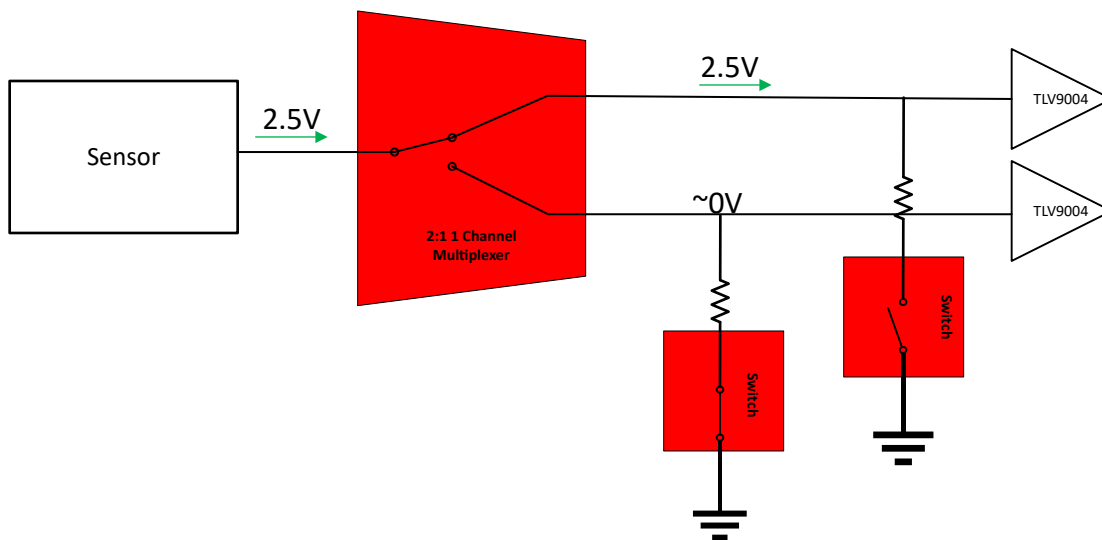 Sensor
2.5V
2:1 1 Channel
Multiplexer
2.5V
~0V
TLV9004
TLV9004
Switch
Switch